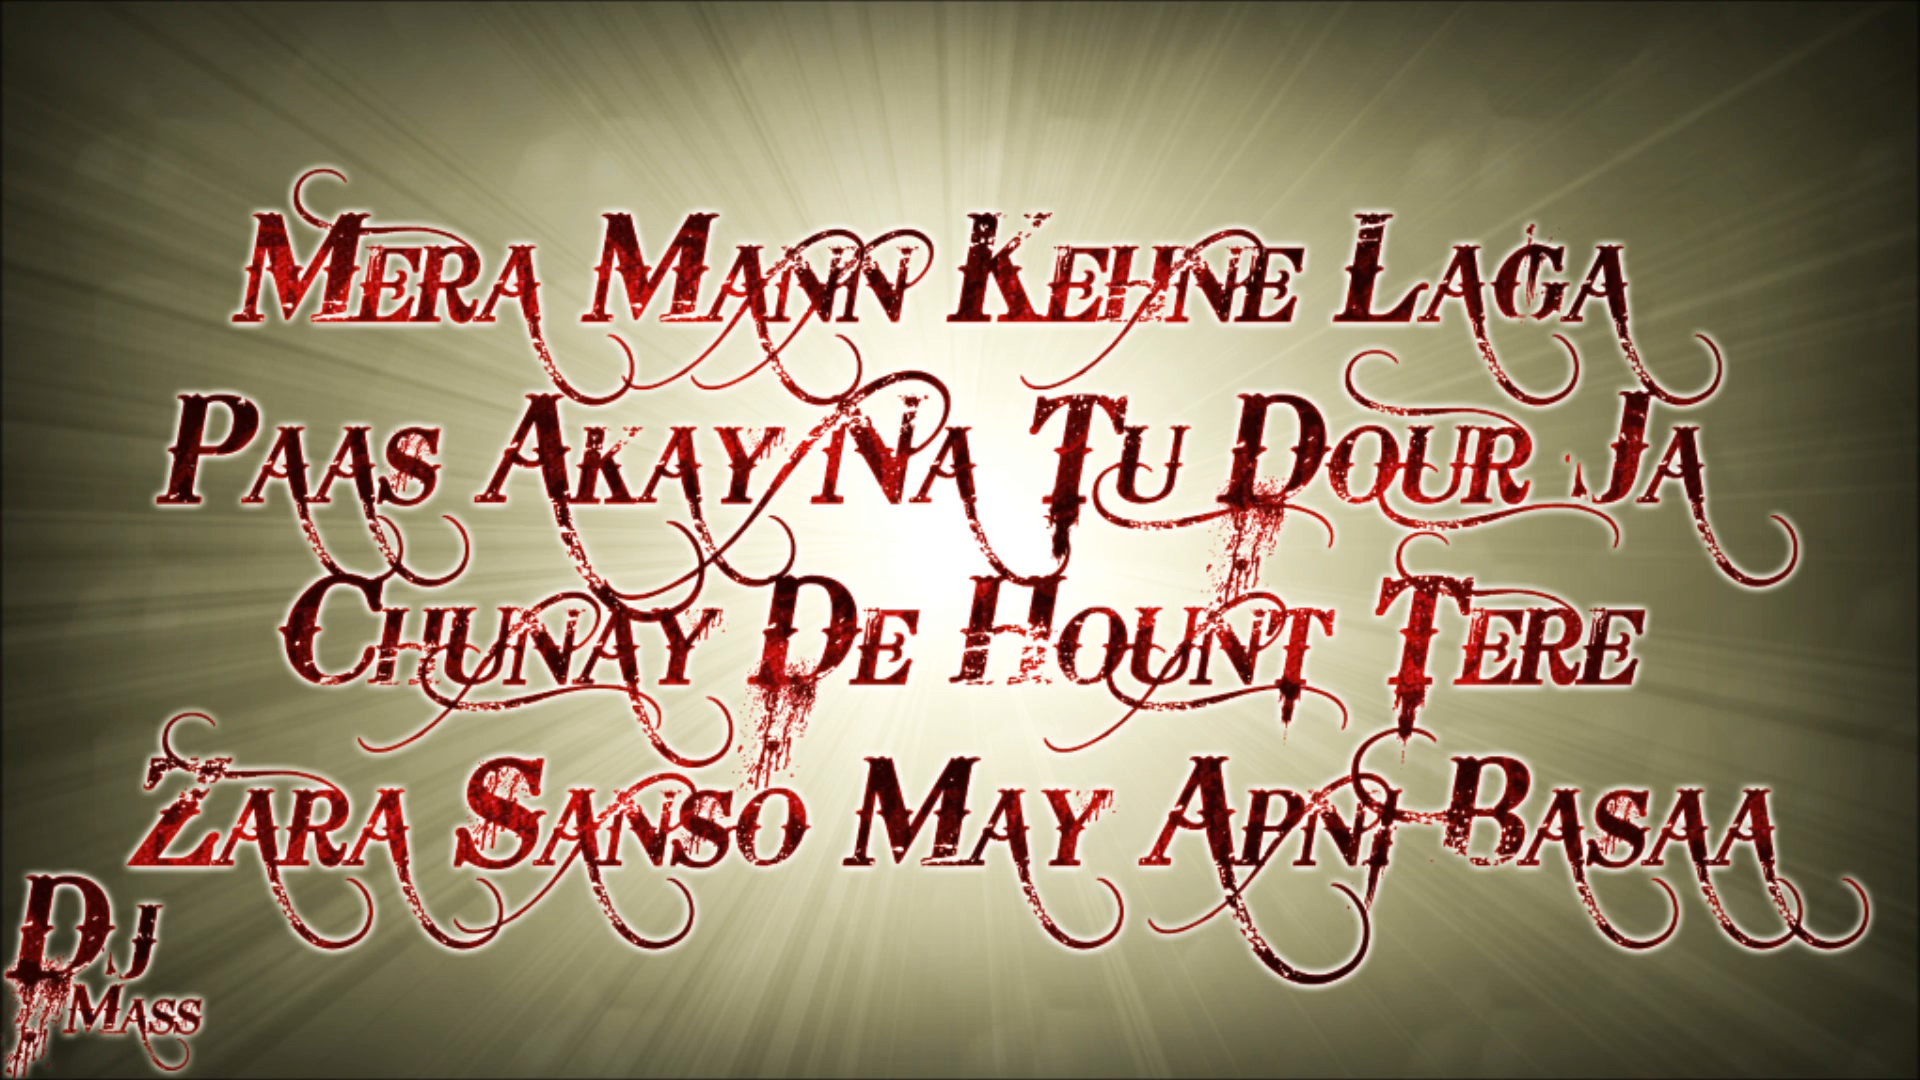 Mera Mann Kehne Laga
Paas Akay Na Tu Dour Ja
Chunay De Hount Tere
Zara Sanso May Apni Basaa
Dj
Mass